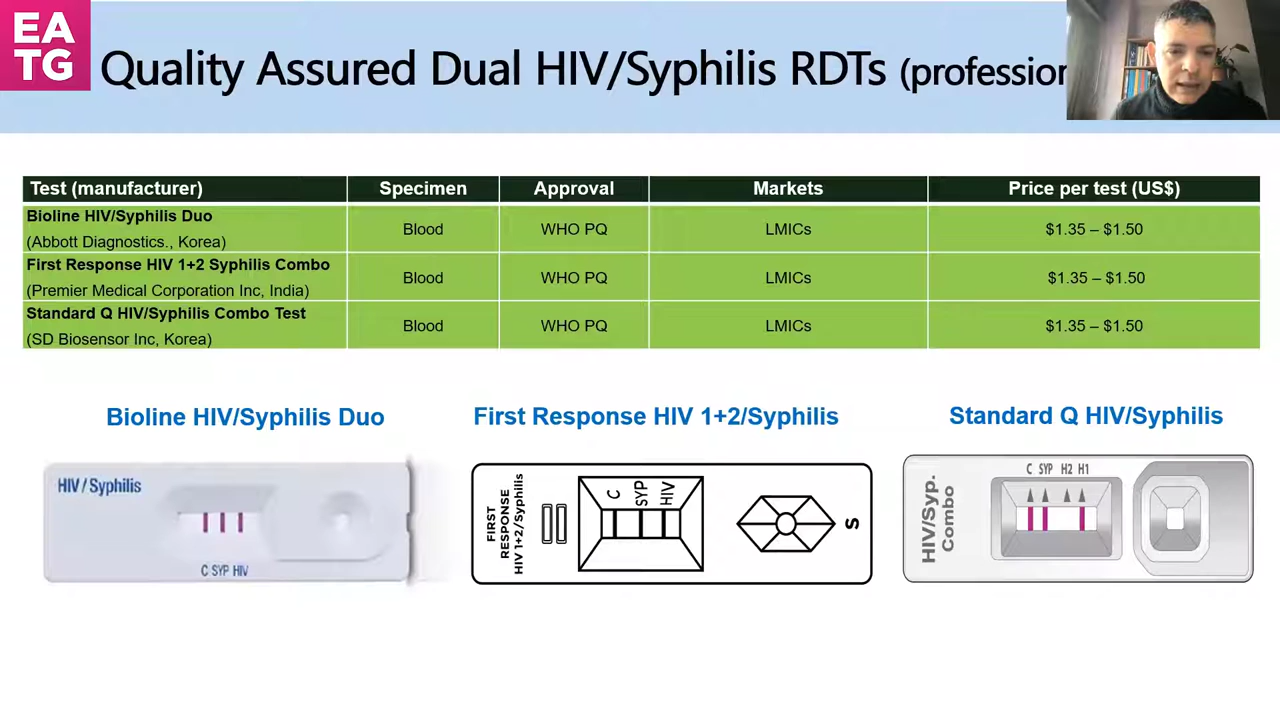 EA
TG
Quality Assured Dual HIV/Syphilis RDTs
Test (manufacturer) Specimen Approval Markets Price per test (US$)
Bioline HIV/Syphilis Duo
(Abbott Diagnostics., Korea) Blood WHO PQ LMICs $1.35 – $1.50
First Response HIV 1+2 Syphilis Combo
(Premier Medical Corporation Inc, India) Blood WHO PQ LMICs $1.35 – $1.50
Standard Q HIV/Syphilis Combo Test
(SD Biosensor Inc, Korea) Blood WHO PQ LMICs $1.35 – $1.50
Bioline HIV/Syphilis Duo
First Response HIV 1+2/Syphilis
Standard Q HIV/Syphilis
HIV / Syphilis
C SYP HIV
FIRST
RESPONSE
HIV 1+2/Syphilis
C
SYP
HIV
S
HIV/Syp.
Combo
C SYP H2 H1